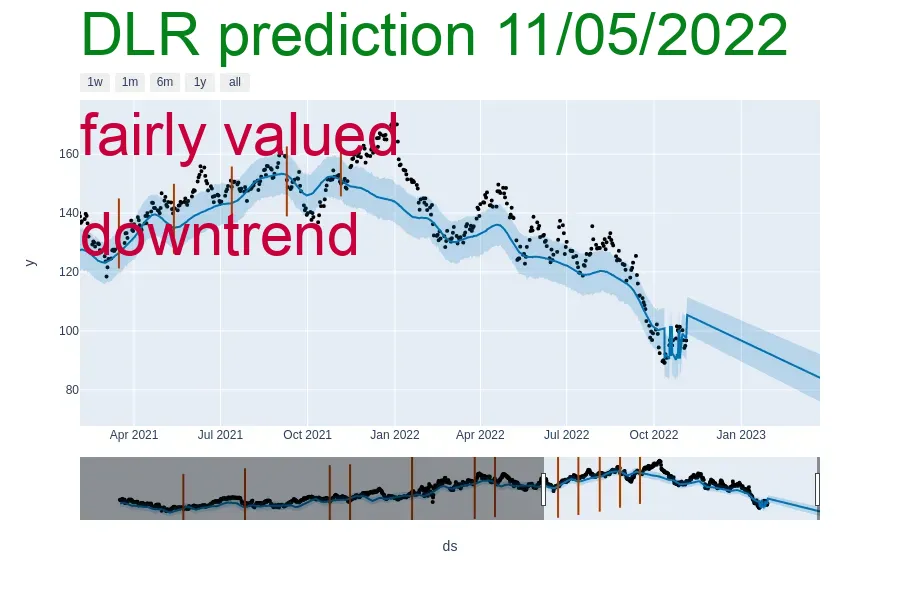 DLR prediction 11/05/2022
1w 1m 6m 1y all
fairly valued
160
140
downtrend
y
120
100
80
Apr 2021 Jul 2021 Oct 2021 Jan 2022 Apr 2022 Jul 2022 Oct 2022 Jan 2023
ds